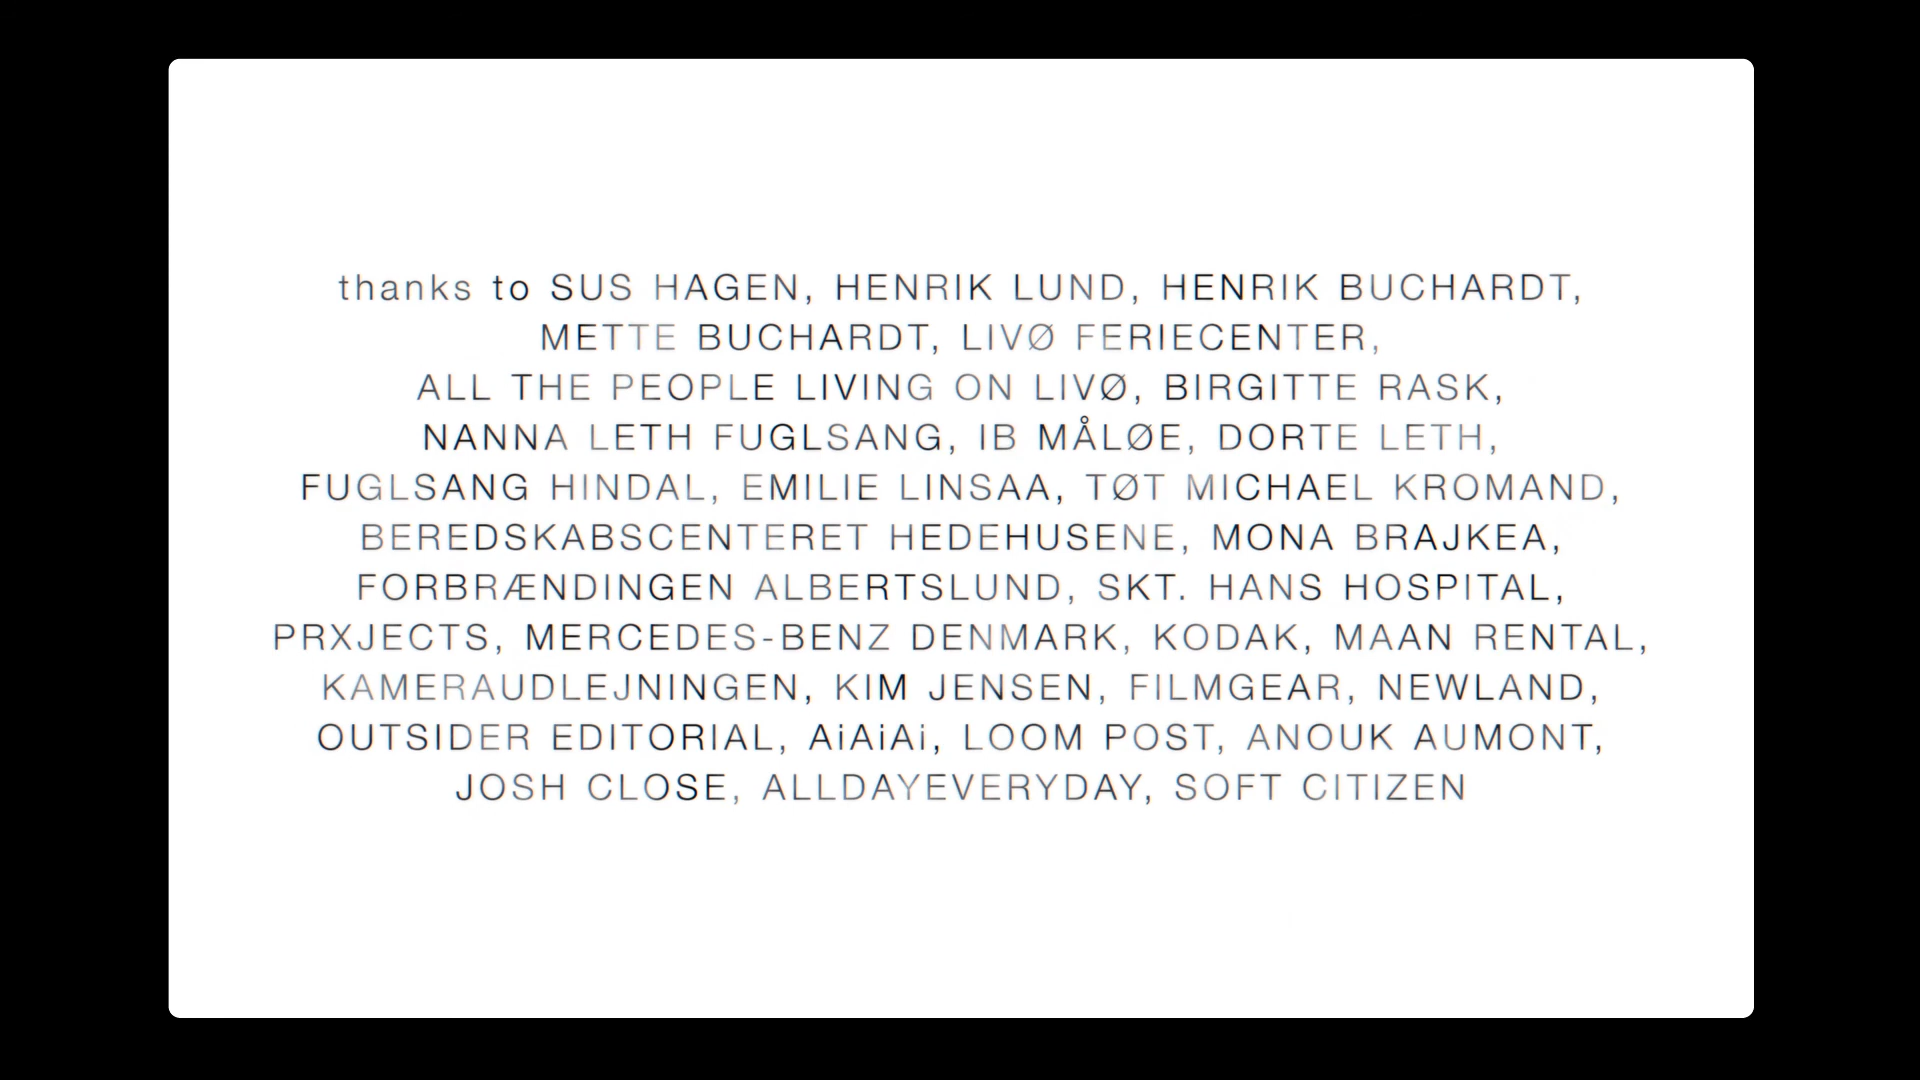 thanks to SUS HAGEN, HENRIK LUND, HENRIK BUCHARDT,
METTE BUCHARDT, LIVØ FERIECENTER,
ALL THE PEOPLE LIVING ON LIVØ, BIRGITTE RASK,
NANNA LETH FUGLSANG, IB MÅLØE, DORTE LETH,
FUGLSANG HINDAL, EMILIE LINSAA, TØT MICHAEL KROMAND,
BEREDSKABSCENTERET HEDEHUSENE, MONA BRAJKEA,
FORBRÆNDINGEN ALBERTSLUND, SKT. HANS HOSPITAL,
PRXJECTS, MERCEDES-BENZ DENMARK, KODAK, MAAN RENTAL,
KAMERAUDLEJNINGEN, KIM JENSEN, FILMGEAR, NEWLAND,
OUTSIDER EDITORIAL, AiAiAi, LOOM POST, ANOUK AUMONT,
JOSH CLOSE, ALLDAYEVERYDAY, SOFT CITIZEN